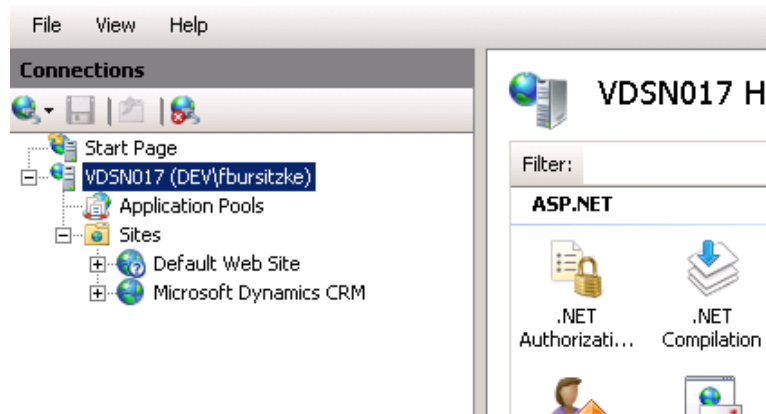 File View Help
Connections
Start Page
VDSN017 (DEV\fbursitzke)
Application Pools
Sites
Default Web Site
Microsoft Dynamics CRM
VDSN017 H
Filter:
ASP.NET
.NET Authorizati...
.NET Compilation